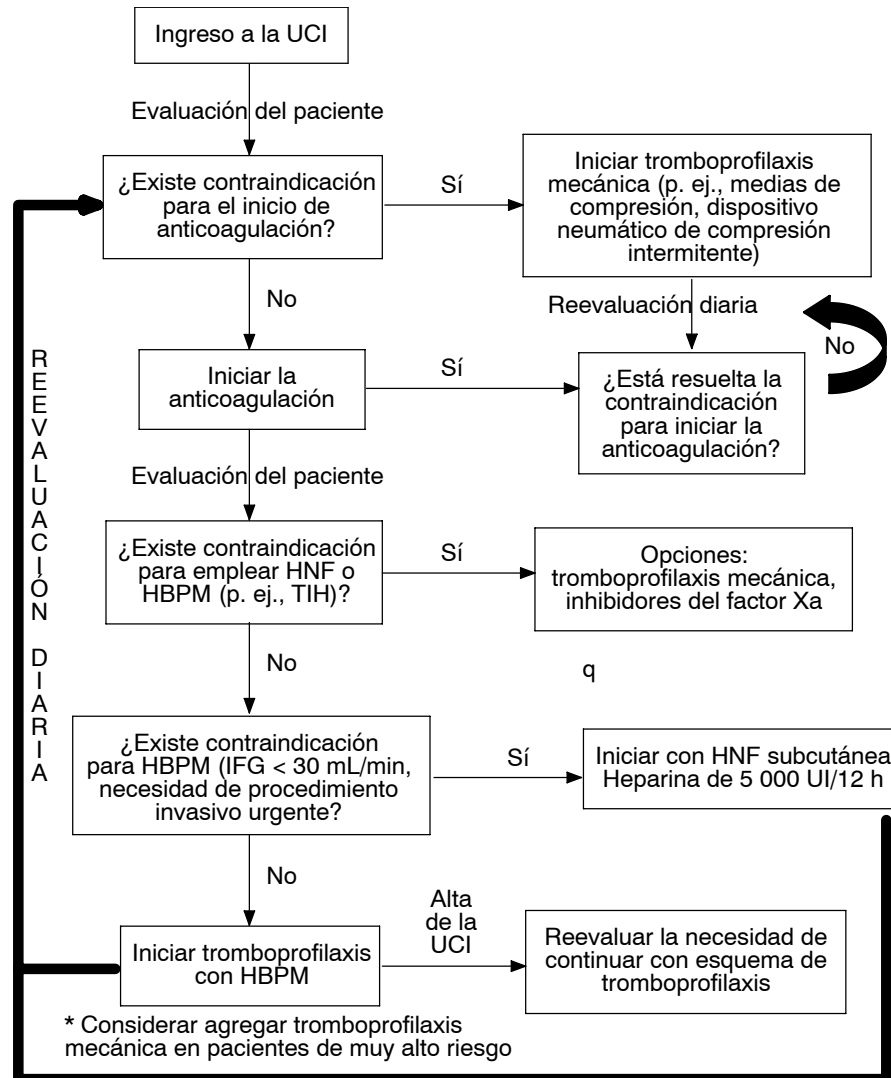 Ingreso a la UCI
Evaluación del paciente
¿Existe contraindicación
para el inicio de
anticoagulación?
Sí
Iniciar tromboprofilaxis
mecánica (p. ej., medias de
compresión, dispositivo
neumático de compresión
intermitente)
No
Reevaluación diaria
No
Iniciar la
anticoagulación
Sí
¿Está resuelta la
contraindicación
para iniciar la
anticoagulación?
Evaluación del paciente
¿Existe contraindicación
para emplear HNF o
HBPM (p. ej., TIH)?
Sí
Opciones:
tromboprofilaxis mecánica,
inhibidores del factor Xa
No
q
¿Existe contraindicación
para HBPM (IFG < 30 mL/min,
necesidad de procedimiento
invasivo urgente?
Sí
Iniciar con HNF subcutánea
Heparina de 5 000 UI/12 h
No
Iniciar tromboprofilaxis
con HBPM
Alta
de la
UCI
Reevaluar la necesidad de
continuar con esquema de
tromboprofilaxis
* Considerar agregar tromboprofilaxis
mecánica en pacientes de muy alto riesgo
REEVALUACIÓN DIARIA